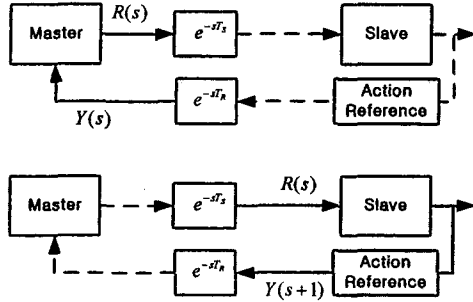 R(s)
Master
e^{-sT_S}
Slave
Y(s)
e^{-sT_R}
Action
Reference
Master
e^{-sT_S}
R(s)
Slave
e^{-sT_R}
Y(s+1)
Action
Reference